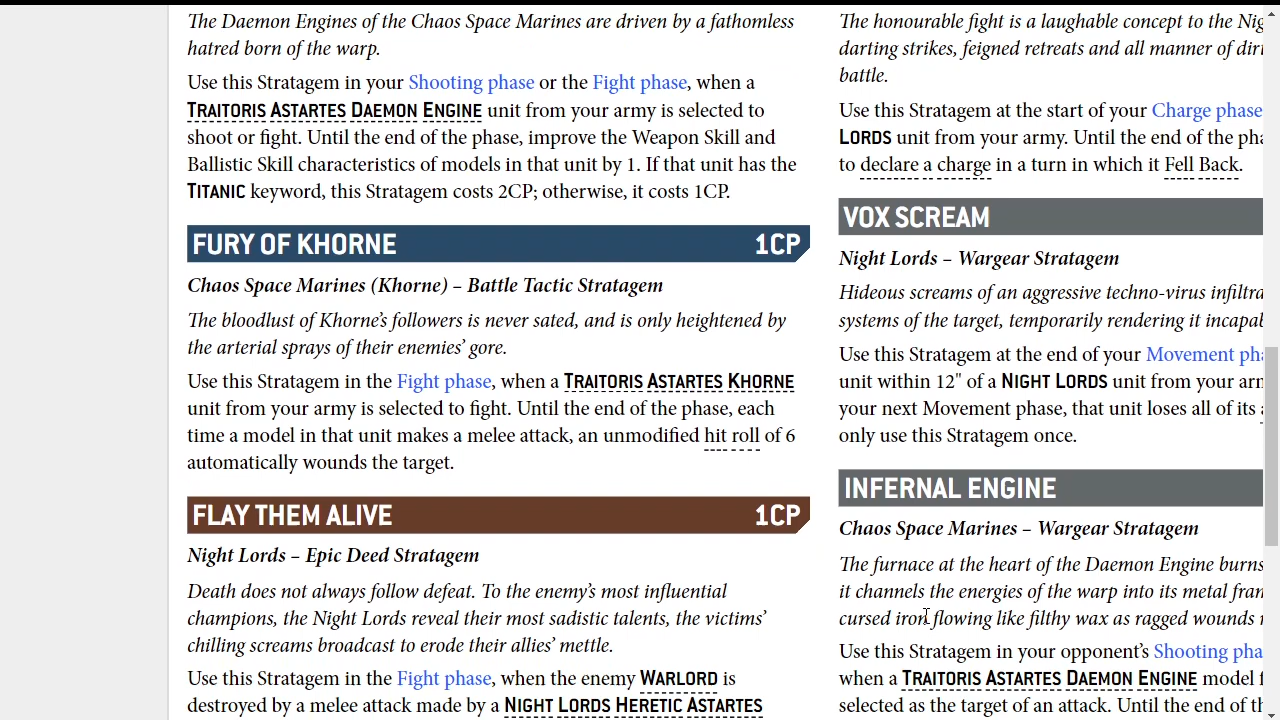 The Daemon Engines of the Chaos Space Marines are driven by a fathomless
hatred born of the warp.
Use this Stratagem in your Shooting phase or the Fight phase, when a
TRAITORIS ASTARTES DAEMON ENGINE unit from your army is selected to
shoot or fight. Until the end of the phase, improve the Weapon Skill and
Ballistic Skill characteristics of models in that unit by 1. If that unit has the
TITANIC keyword, this Stratagem costs 2CP; otherwise, it costs 1CP.
FURY OF KHORNE 1CP
Chaos Space Marines (Khorne) – Battle Tactic Stratagem
The bloodlust of Khorne's followers is never sated, and is only heightened by
the arterial sprays of their enemies' gore.
Use this Stratagem in the Fight phase, when a TRAITORIS ASTARTES KHORNE
unit from your army is selected to fight. Until the end of the phase, each
time a model in that unit makes a melee attack, an unmodified hit roll of 6
automatically wounds the target.
FLAY THEM ALIVE 1CP
Night Lords – Epic Deed Stratagem
Death does not always follow defeat. To the enemy's most influential
champions, the Night Lords reveal their most sadistic talents, the victims'
chilling screams broadcast to erode their allies' mettle.
Use this Stratagem in the Fight phase, when the enemy WARLORD is
destroyed by a melee attack made by a NIGHT LORDS HERETIC ASTARTES
The honourable fight is a laughable concept to the
darting strikes, feigned retreats and all manner of
battle.
Use this Stratagem at the start of your Charge phase
LORDS unit from your army. Until the end of the
to declare a charge in a turn in which it Fell Back.
VOX SCREAM
Night Lords – Wargear Stratagem
Hideous screams of an aggressive techno-virus
systems of the target, temporarily rendering it
Use this Stratagem at the end of your Movement
unit within 12" of a NIGHT LORDS unit from your
your next Movement phase, that unit loses all of its
only use this Stratagem once.
INFERNAL ENGINE
Chaos Space Marines – Wargear Stratagem
The furnace at the heart of the Daemon Engine burns
it channels the energies of the warp into its metal
cursed iron flowing like filthy wax as ragged wounds
Use this Stratagem in your opponent's Shooting
when a TRAITORIS ASTARTES DAEMON ENGINE model
selected as the target of an attack. Until the end of